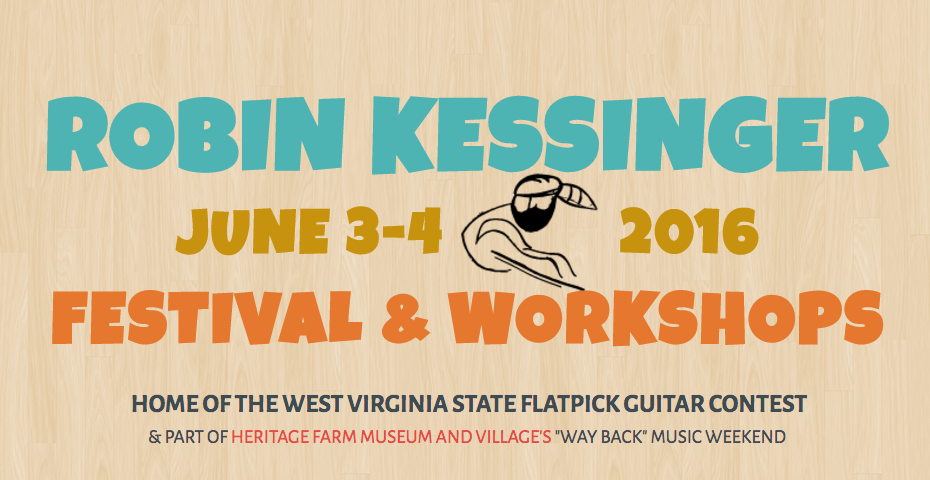 ROBIN KESSINGER
JUNE 3-4 2016
FESTIVAL & WORKSHOPS
HOME OF THE WEST VIRGINIA STATE FLATPICK GUITAR CONTEST
& PART OF HERITAGE FARM MUSEUM AND VILLAGE'S "WAY BACK" MUSIC WEEKEND